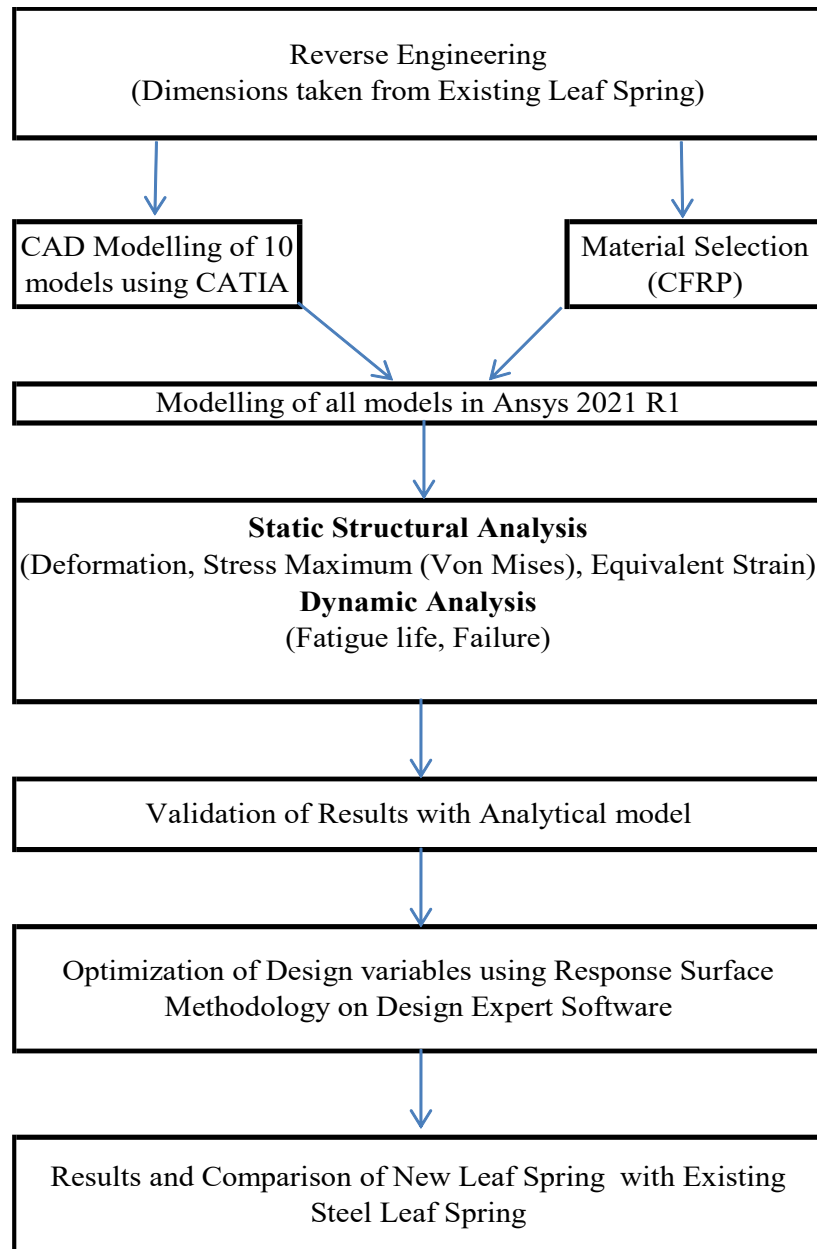 Reverse Engineering
(Dimensions taken from Existing Leaf Spring)
CAD Modelling of 10
models using CATIA
Material Selection
(CFRP)
Modelling of all models in Ansys 2021 R1
Static Structural Analysis
(Deformation, Stress Maximum (Von Mises), Equivalent Strain)
Dynamic Analysis
(Fatigue life, Failure)
Validation of Results with Analytical model
Optimization of Design variables using Response Surface
Methodology on Design Expert Software
Results and Comparison of New Leaf Spring with Existing
Steel Leaf Spring